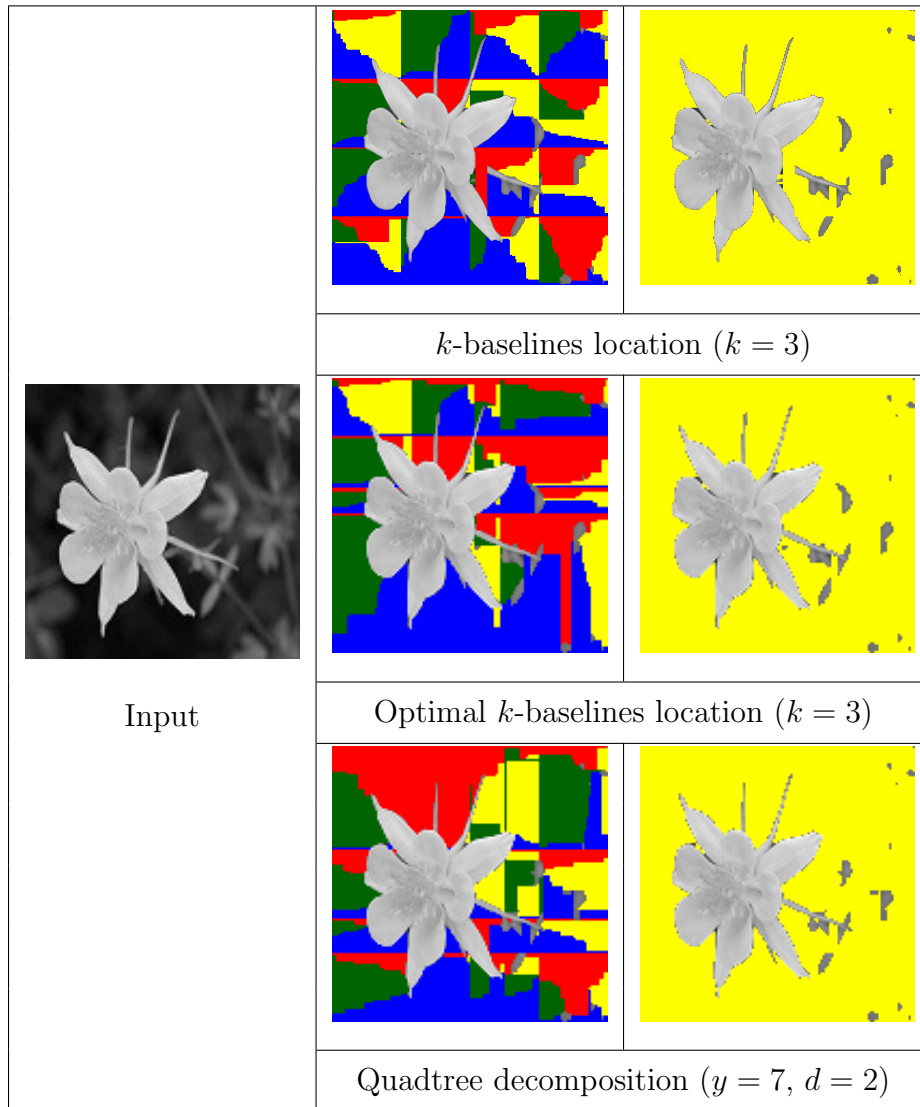 k-baselines location (k = 3)
Input
Optimal k-baselines location (k = 3)
Quadtree decomposition (y = 7, d = 2)